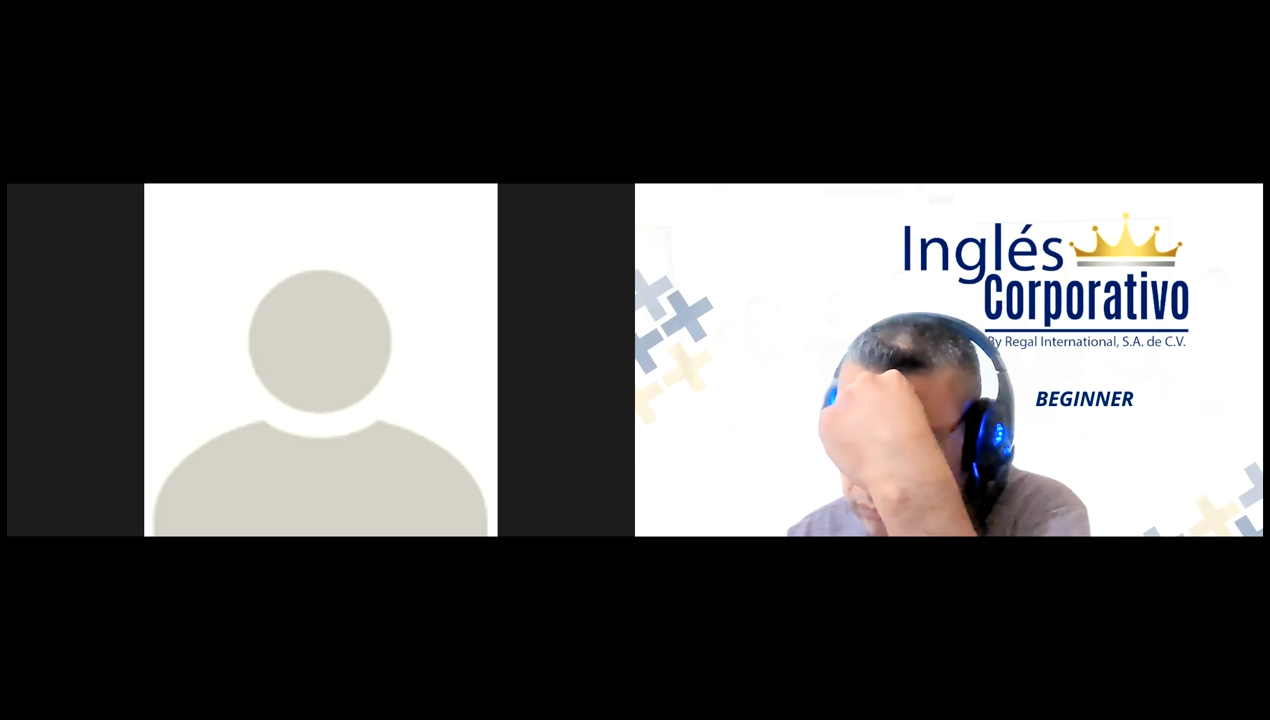 Inglés
Corporativo
By Regal International, S.A. de C.V.
BEGINNER